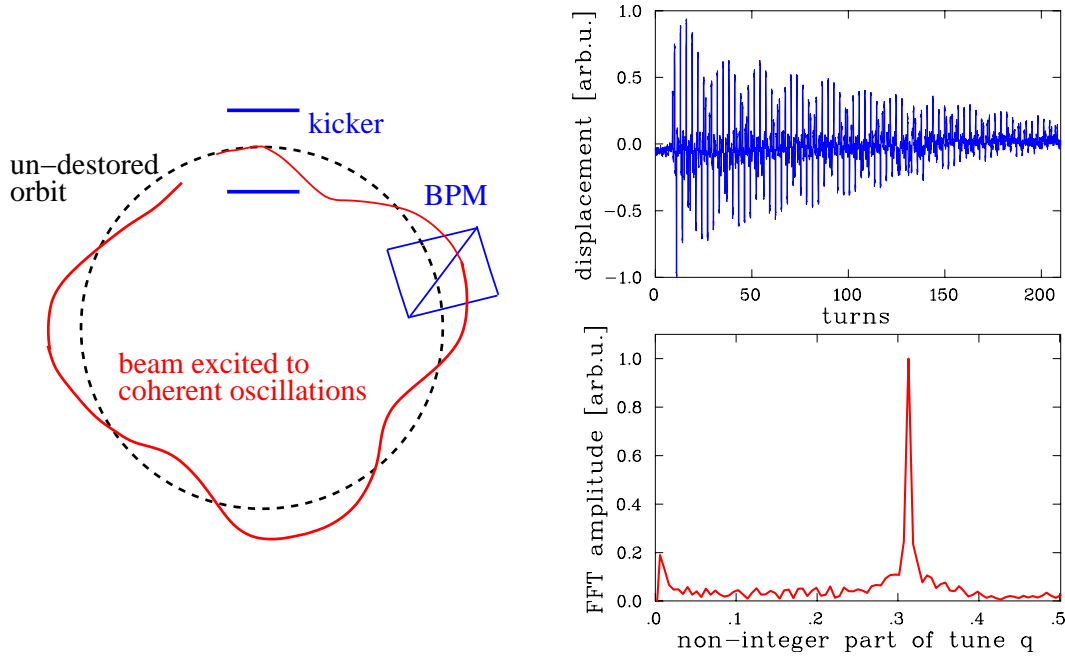 kicker
un-destored
orbit
BPM
beam excited to
coherent oscillations
displacement [arb.u.]
1.0
0.5
0.0
-0.5
-1.0
0 50 100 150 200
turns
FFT amplitude [arb.u.]
1.0
0.8
0.6
0.4
0.2
0.0
.0 .1 .2 .3 .4 .5
non-integer part of tune q